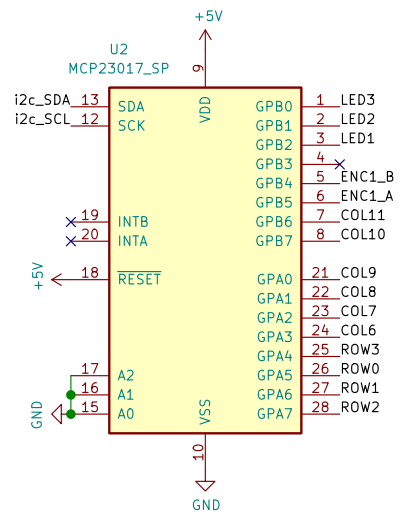 +5V
U2
MCP23017_SP
9
VDD
i2c_SDA 13 SDA GPB0 1 LED3
i2c_SCL 12 SCK GPB1 2 LED2
GPB2 3 LED1
GPB3 4
GPB4 5 ENC1_B
GPB5 6 ENC1_A
19 INTB GPB6 7 COL11
20 INTA GPB7 8 COL10
+5V 18 RESET GPA0 21 COL9
GPA1 22 COL8
GPA2 23 COL7
GPA3 24 COL6
GPA4 25 ROW3
17 A2 GPA5 26 ROW0
16 A1 GPA6 27 ROW1
GND 15 A0 GPA7 28 ROW2
VSS
10
GND